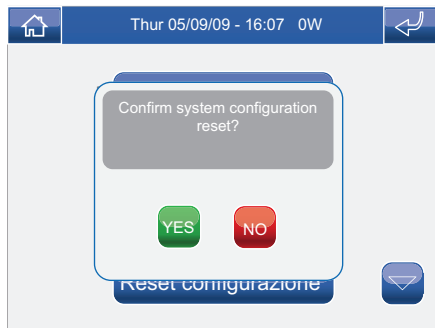 Thur 05/09/09 - 16:07 0W
Confirm system configuration
reset?
YES
NO
Reset configurazione